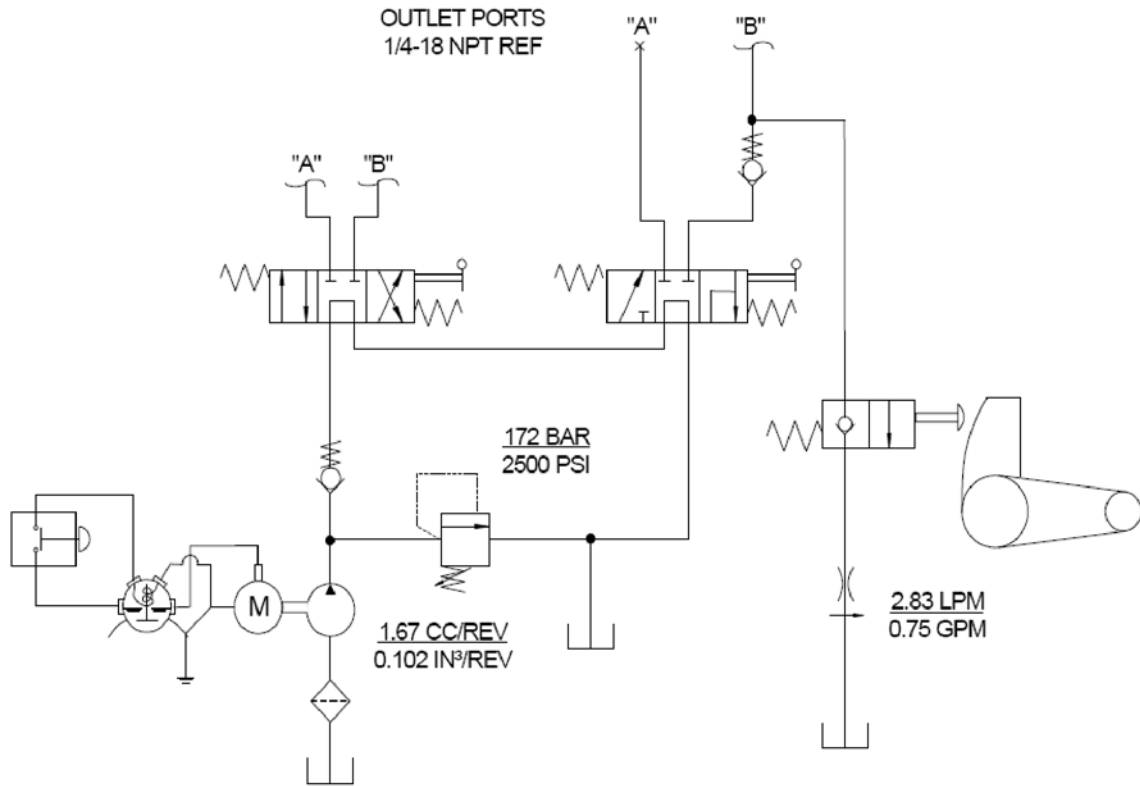 OUTLET PORTS
1/4-18 NPT REF
"A"
"B"
"A"
"B"
172 BAR
2500 PSI
M
1.67 CC/REV
0.102 IN³/REV
2.83 LPM
0.75 GPM